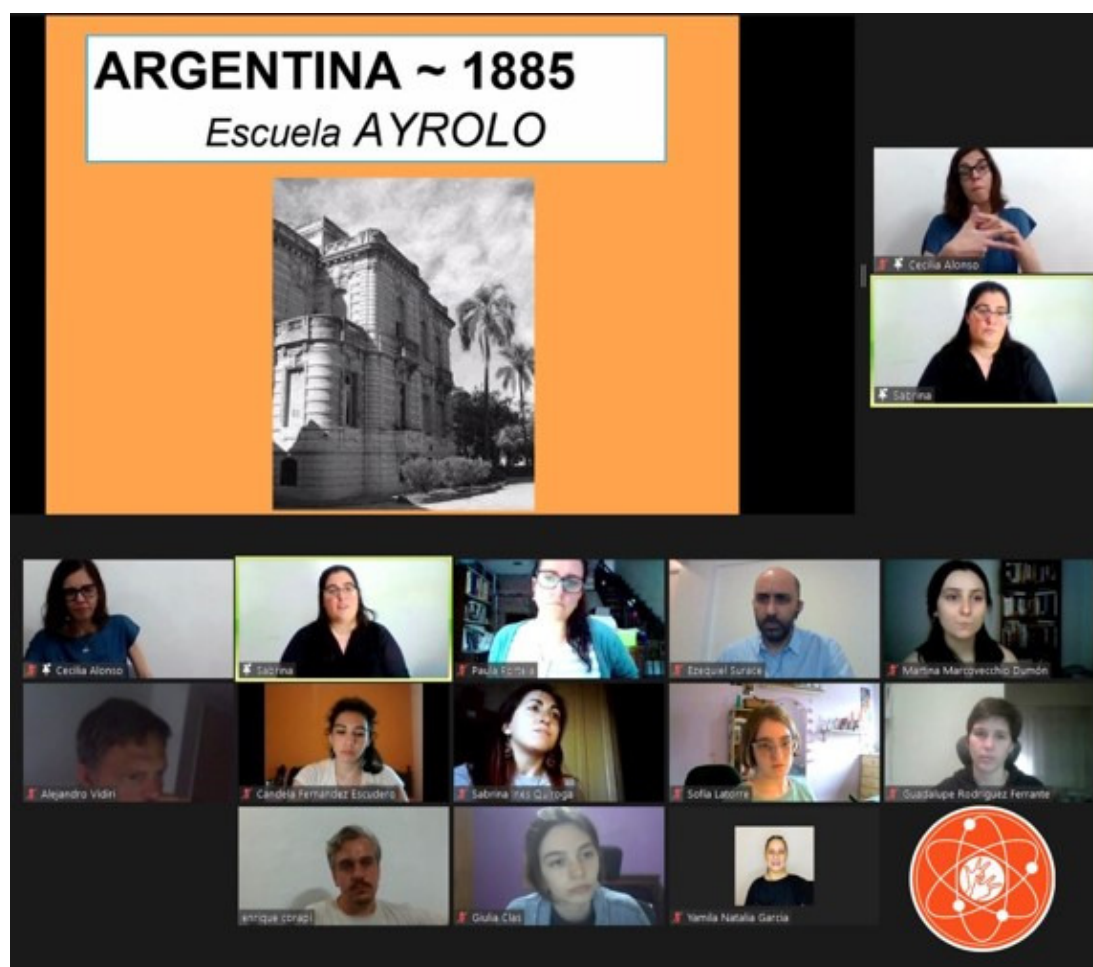 ARGENTINA ~ 1885
Escuela AYROLO
Cecilia Alonso
Sabrina
Cecilia Alonso
Sabrina
Paula
Ezequiel Surace
Martina Marcovecchio Dumón
Alejandro Vidiri
Candela Fernandez Escudero
Sabrina Ines Quiroga
Sofía Latorre
Guadalupe Rodriguez Ferrante
enrique corapi
Giulia Clas
Yamila Natalia Garcia